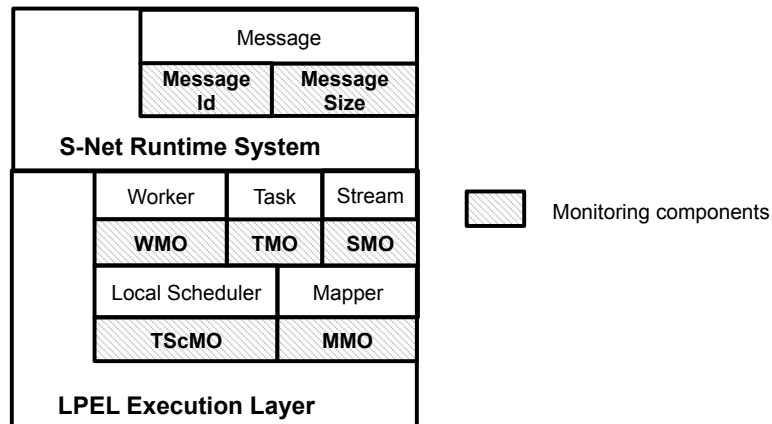 Message
Message Id
Message Size
S-Net Runtime System
Worker Task Stream
WMO TMO SMO
Local Scheduler Mapper
TScMO MMO
LPEL Execution Layer
Monitoring components